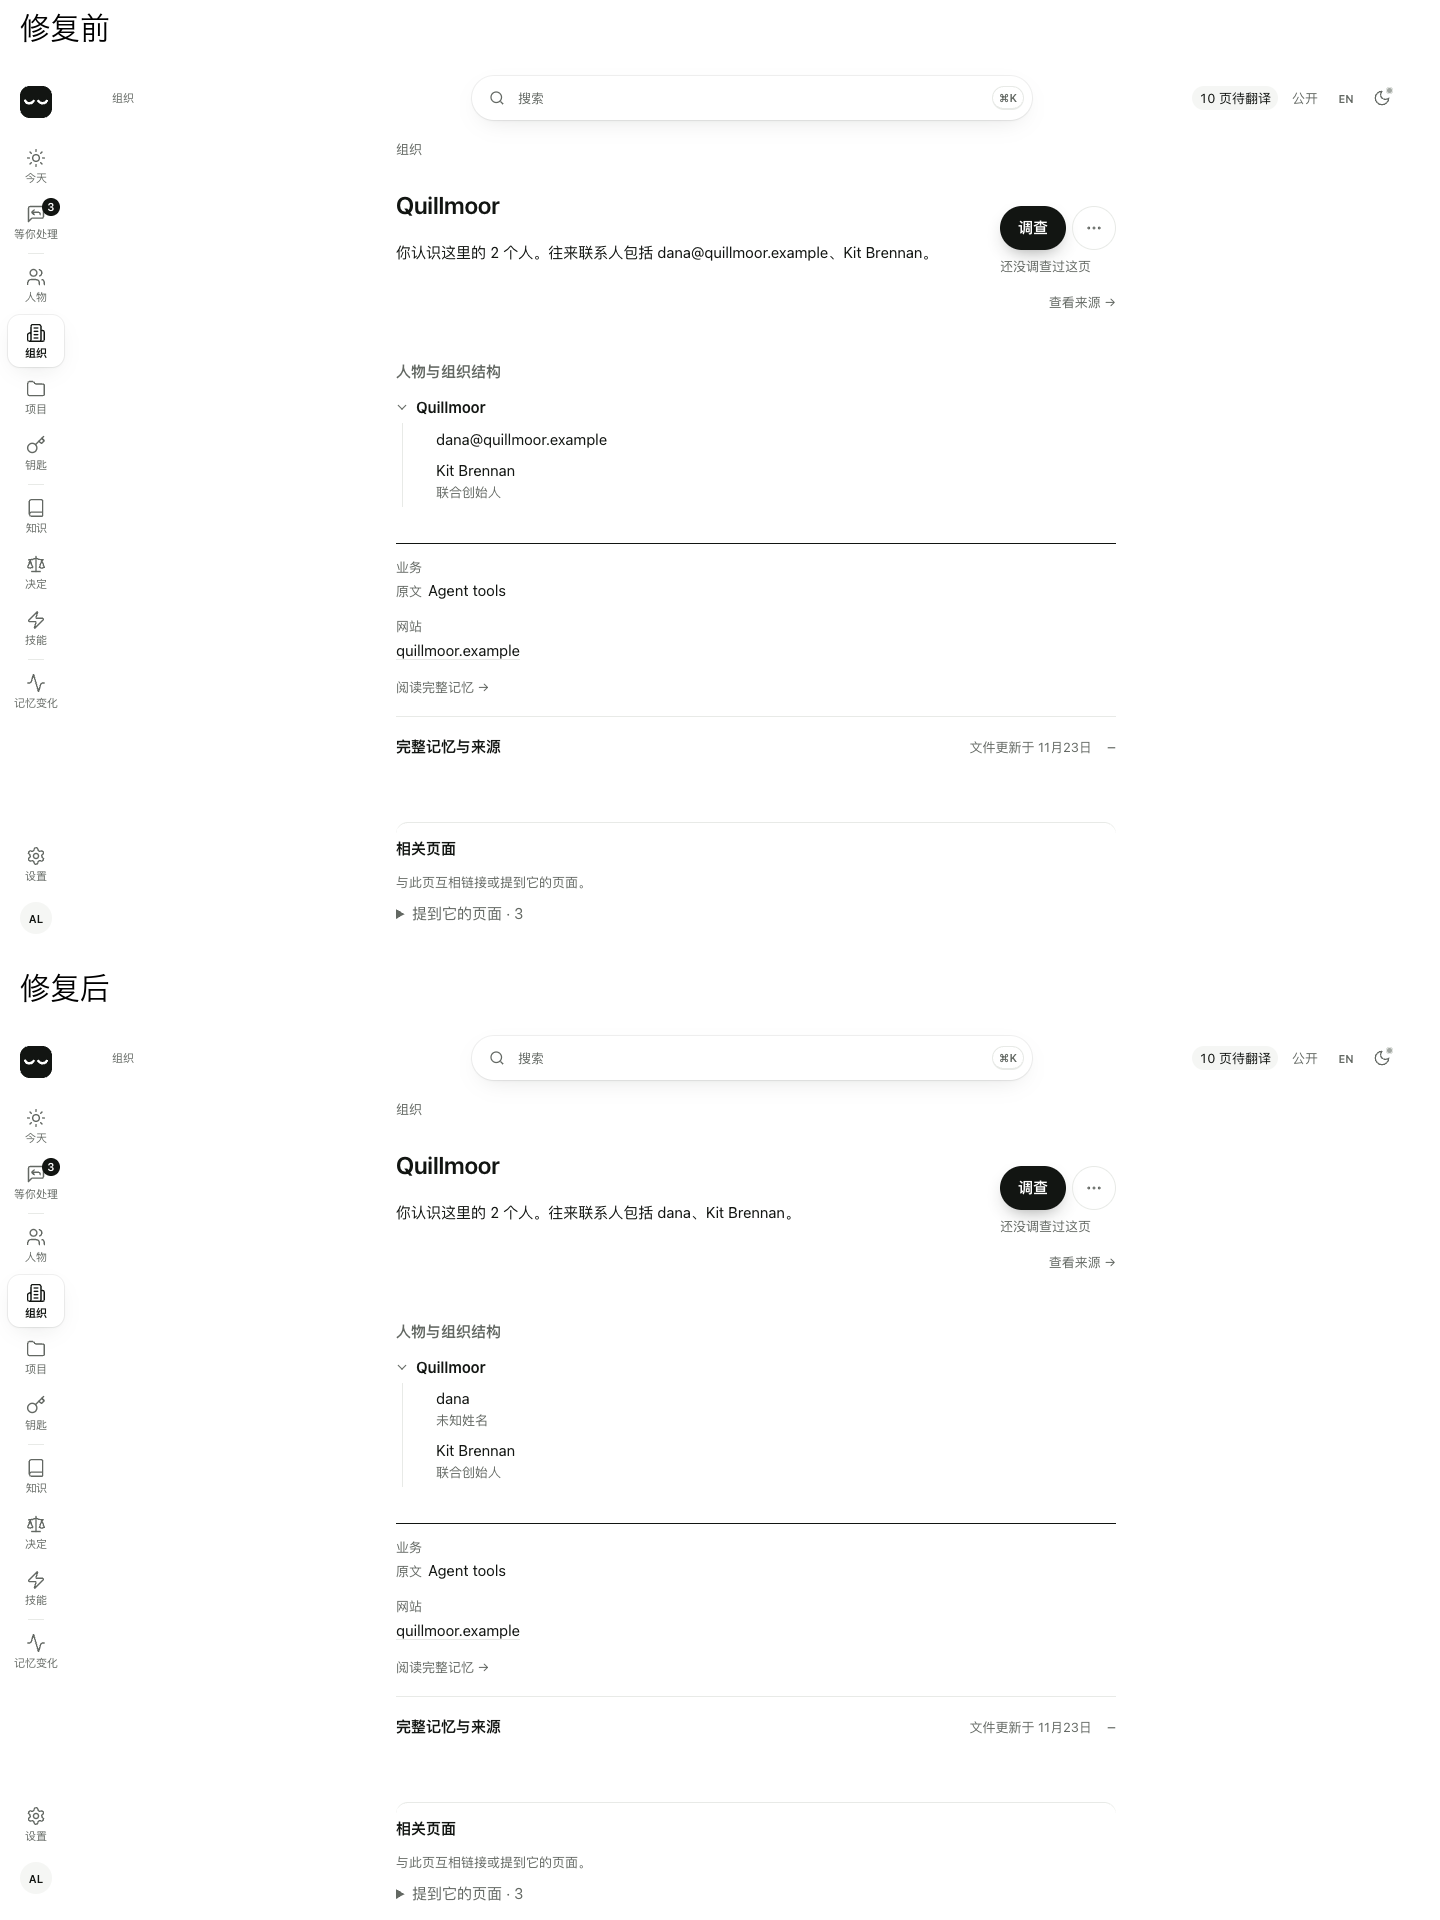 修复前
组织
搜索
⌘K
10 页待翻译
公开
EN
今天
3
等你处理
人物
组织
项目
钥匙
知识
决定
技能
记忆变化
设置
AL
组织
Quillmoor
调查
你认识这里的 2 个人。往来联系人包括 dana@quillmoor.example、Kit Brennan。
还没调查过这页
查看来源 →
人物与组织结构
Quillmoor
dana@quillmoor.example
Kit Brennan
联合创始人
业务
原文 Agent tools
网站
quillmoor.example
阅读完整记忆 →
完整记忆与来源
文件更新于 11月23日 –
相关页面
与此页互相链接或提到它的页面。
提到它的页面 · 3
修复后
组织
搜索
⌘K
10 页待翻译
公开
EN
今天
3
等你处理
人物
组织
项目
钥匙
知识
决定
技能
记忆变化
设置
AL
组织
Quillmoor
调查
你认识这里的 2 个人。往来联系人包括 dana、Kit Brennan。
还没调查过这页
查看来源 →
人物与组织结构
Quillmoor
dana
未知姓名
Kit Brennan
联合创始人
业务
原文 Agent tools
网站
quillmoor.example
阅读完整记忆 →
完整记忆与来源
文件更新于 11月23日 –
相关页面
与此页互相链接或提到它的页面。
提到它的页面 · 3